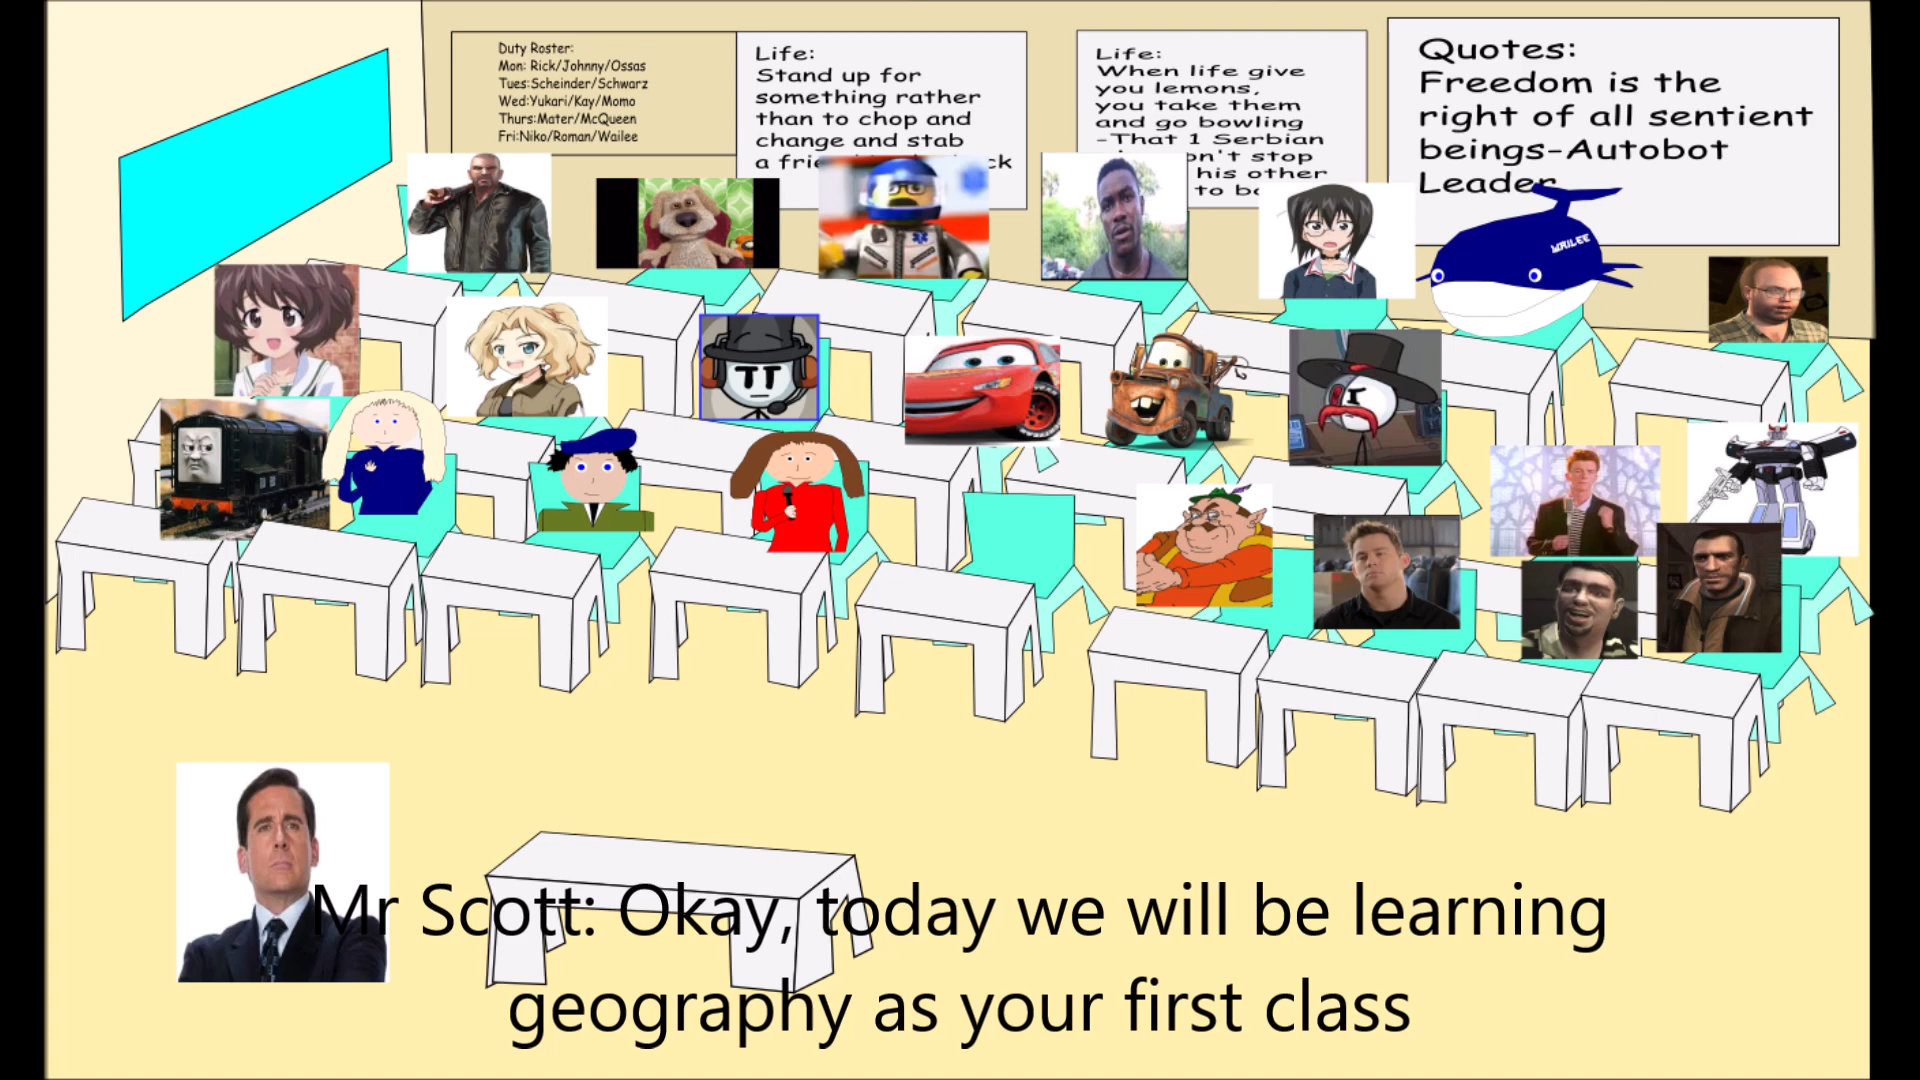 Duty Roster:
Mon: Rick/Johnny/Ossas
Tues:Scheinder/Schwarz
Wed:Yukari/Kay/Momo
Thurs:Mater/McQueen
Fri:Niko/Roman/Wailee
Life:
Stand up for
something rather
than to chop and
change and stab
a
Life:
When life give
you lemons,
you take them
and go bowling
-That 1 Serbian
stop
his other
to
Quotes:
Freedom is the
right of all sentient
beings-Autobot
Leader
WAILEE
Mr Scott: Okay, today we will be learning
geography as your first class